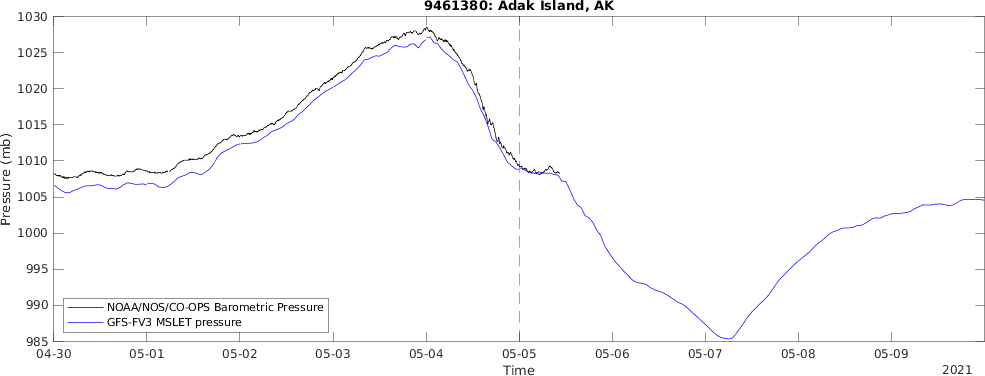 9461380: Adak Island, AK
Pressure (mb)
1030
1025
1020
1015
1010
1005
1000
995
990
985
NOAA/NOS/CO-OPS Barometric Pressure
GFS-FV3 MSLET pressure
04-30 05-01 05-02 05-03 05-04 05-05 05-06 05-07 05-08 05-09
Time
2021